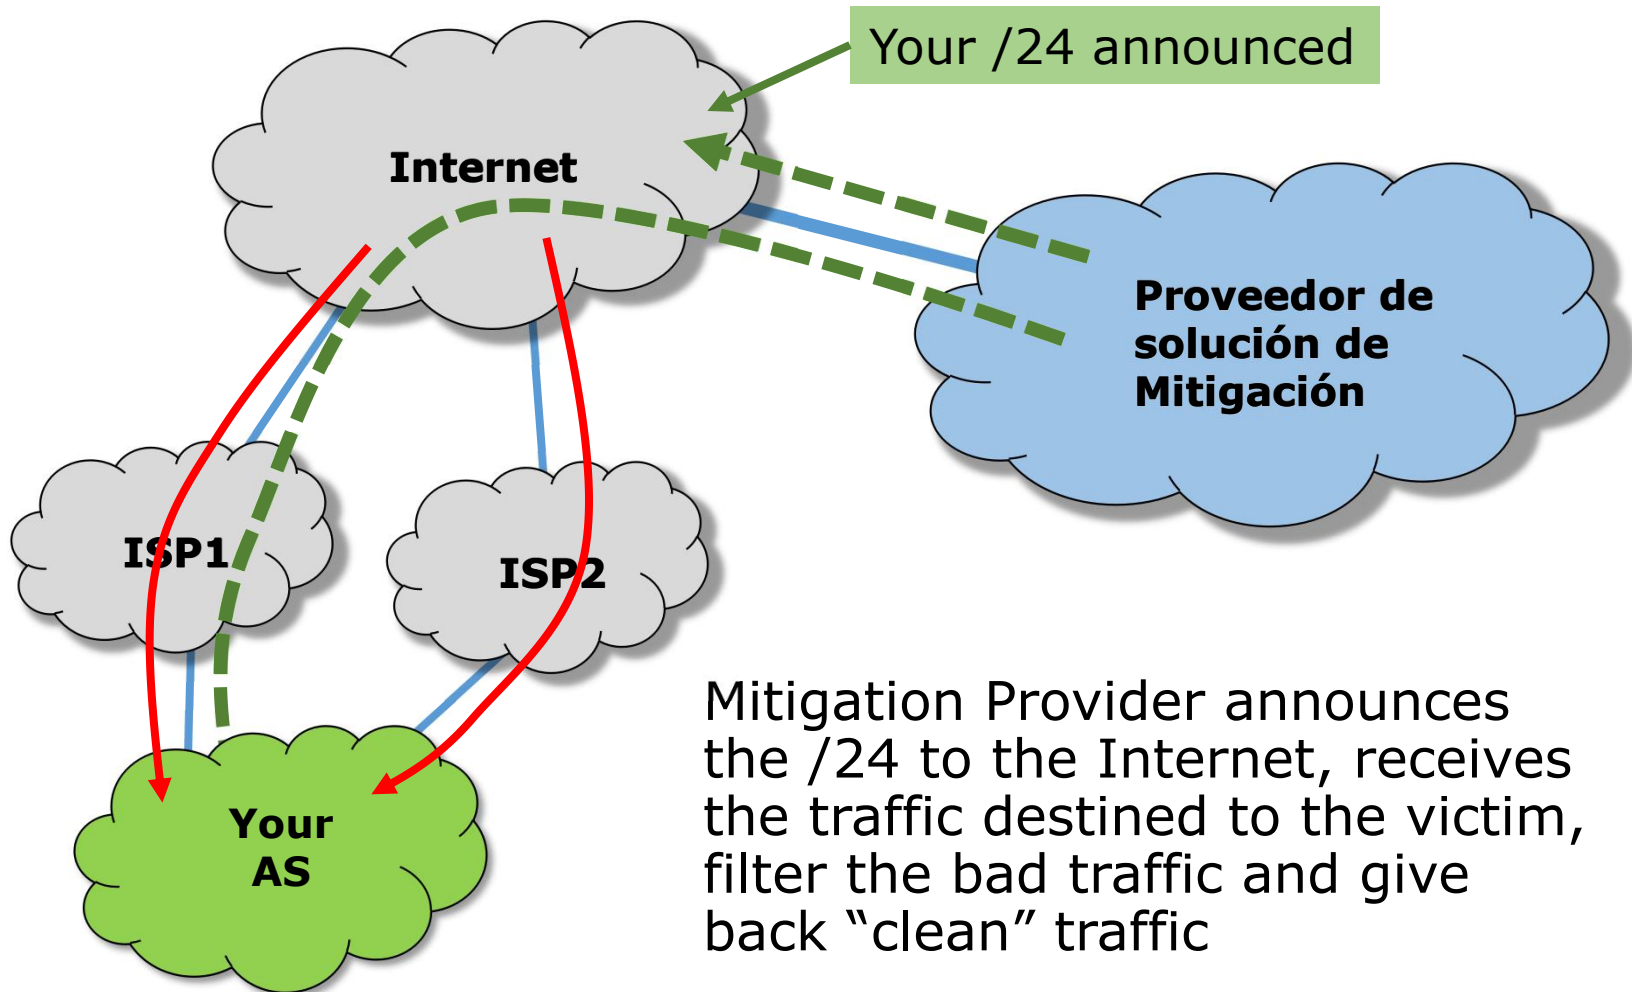 Your /24 announced
Internet
Proveedor de
solución de
Mitigación
ISP1
ISP2
Your
AS
Mitigation Provider announces
the /24 to the Internet, receives
the traffic destined to the victim,
filter the bad traffic and give
back “clean” traffic